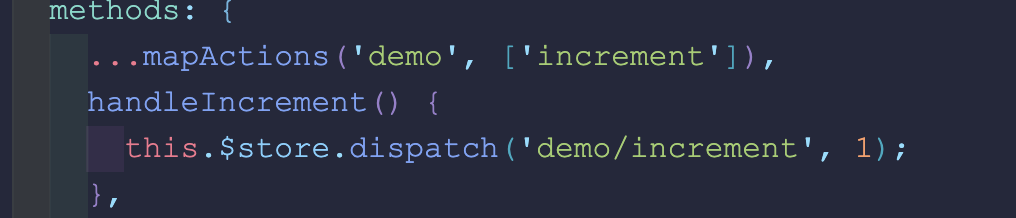 methods: {
...mapActions('demo', ['increment']),
handleIncrement() {
this.$store.dispatch('demo/increment', 1);
},